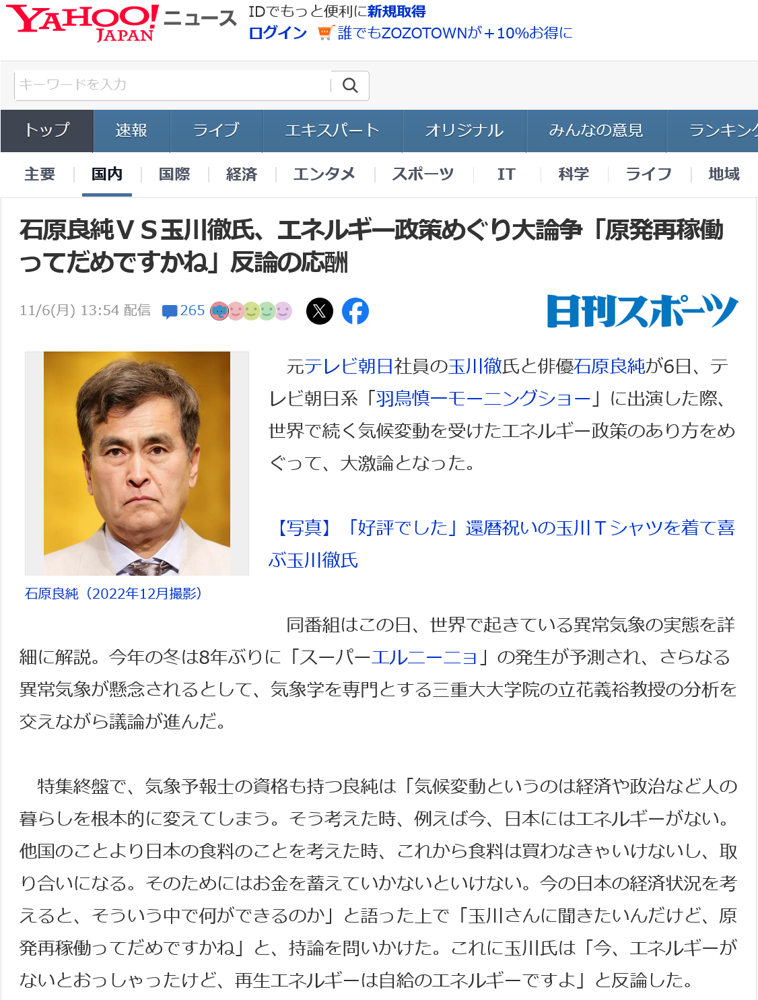 YAHOO! JAPAN ニュース
IDでもっと便利に新規取得
ログイン 誰でもZOZOTOWNが＋10%お得に
キーワードを入力
トップ 速報 ライブ エキスパート オリジナル みんなの意見 ランキング
主要 国内 国際 経済 エンタメ スポーツ IT 科学 ライフ 地域
石原良純ＶＳ玉川徹氏、エネルギー政策めぐり大論争「原発再稼働
ってだめですかね」反論の応酬
11/6(月) 13:54 配信 265
日刊スポーツ
元テレビ朝日社員の玉川徹氏と俳優石原良純が6日、テ
レビ朝日系「羽鳥慎一モーニングショー」に出演した際、
世界で続く気候変動を受けたエネルギー政策のあり方をめ
ぐって、大激論となった。
【写真】「好評でした」還暦祝いの玉川Ｔシャツを着て喜
ぶ玉川徹氏
石原良純（2022年12月撮影）
同番組はこの日、世界で起きている異常気象の実態を詳
細に解説。今年の冬は8年ぶりに「スーパーエルニーニョ」の発生が予測され、さらなる
異常気象が懸念されるとして、気象学を専門とする三重大大学院の立花義裕教授の分析を
交えながら議論が進んだ。
特集終盤で、気象予報士の資格も持つ良純は「気候変動というのは経済や政治など人の
暮らしを根本的に変えてしまう。そう考えた時、例えば今、日本にはエネルギーがない。
他国のことより日本の食料のことを考えた時、これから食料は買わなきゃいけないし、取
り合いになる。そのためにはお金を蓄えていかないといけない。今の日本の経済状況を考
えると、そういう中で何ができるのか」と語った上で「玉川さんに聞きたいんだけど、原
発再稼働ってだめですかね」と、持論を問いかけた。これに玉川氏は「今、エネルギーが
ないとおっしゃったけど、再生エネルギーは自給のエネルギーですよ」と反論した。